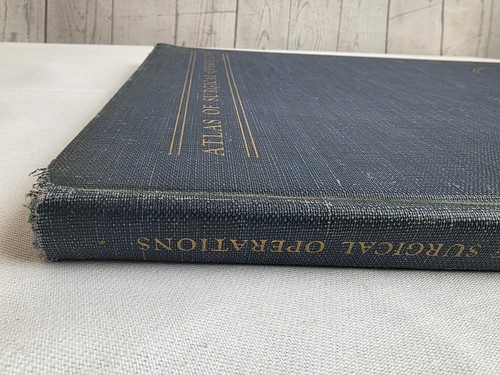 ATLAS OF SURGICAL
SURGICAL OPERATIONS